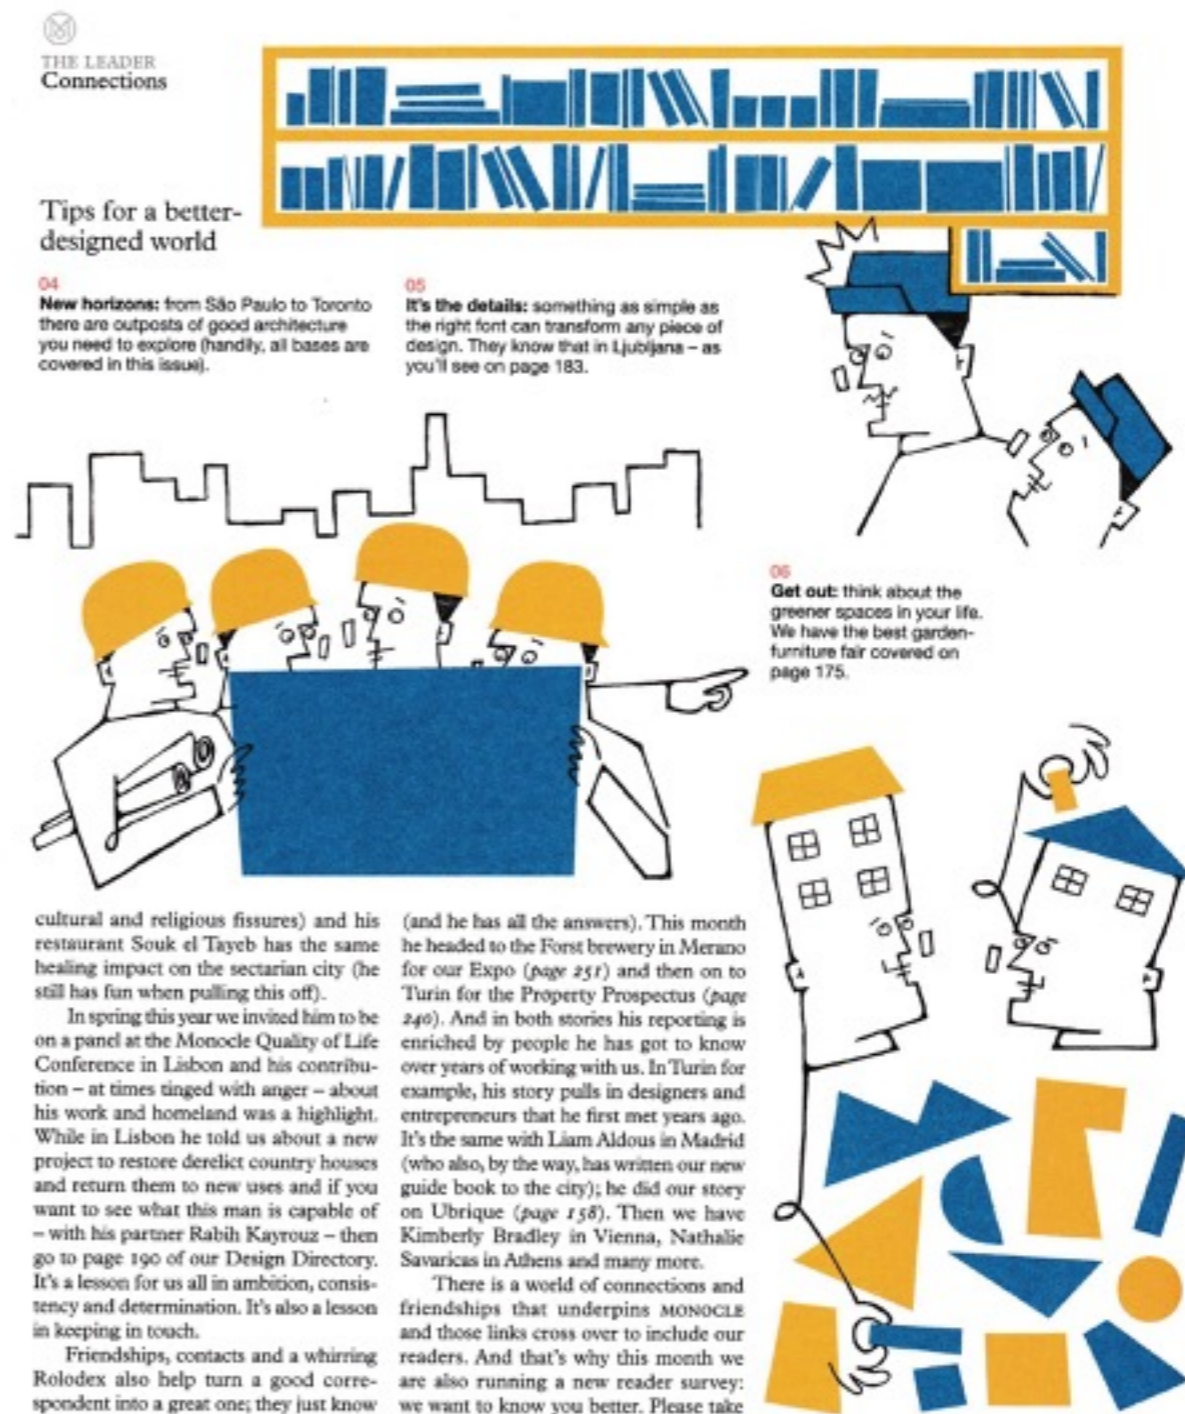 THE LEADER
Connections
Tips for a better-
designed world
04
New horizons: from São Paulo to Toronto
there are outposts of good architecture
you need to explore (handily, all bases are
covered in this issue).
05
It's the details: something as simple as
the right font can transform any piece of
design. They know that in Ljubljana – as
you'll see on page 183.
06
Get out: think about the
greener spaces in your life.
We have the best garden-
furniture fair covered on
page 175.
cultural and religious fissures) and his
restaurant Souk el Tayeb has the same
healing impact on the sectarian city (he
still has fun when pulling this off).
In spring this year we invited him to be
on a panel at the Monocle Quality of Life
Conference in Lisbon and his contribu-
tion – at times tinged with anger – about
his work and homeland was a highlight.
While in Lisbon he told us about a new
project to restore derelict country houses
and return them to new uses and if you
want to see what this man is capable of
– with his partner Rabih Kayrouz – then
go to page 190 of our Design Directory.
It's a lesson for us all in ambition, consis-
tency and determination. It's also a lesson
in keeping in touch.
Friendships, contacts and a whirring
Rolodex also help turn a good corre-
spondent into a great one; they just know
(and he has all the answers). This month
he headed to the Forst brewery in Merano
for our Expo (page 251) and then on to
Turin for the Property Prospectus (page
240). And in both stories his reporting is
enriched by people he has got to know
over years of working with us. In Turin for
example, his story pulls in designers and
entrepreneurs that he first met years ago.
It's the same with Liam Aldous in Madrid
(who also, by the way, has written our new
guide book to the city); he did our story
on Ubrique (page 158). Then we have
Kimberly Bradley in Vienna, Nathalie
Savaricas in Athens and many more.
There is a world of connections and
friendships that underpins MONOCLE
and those links cross over to include our
readers. And that's why this month we
are also running a new reader survey:
we want to know you better. Please take